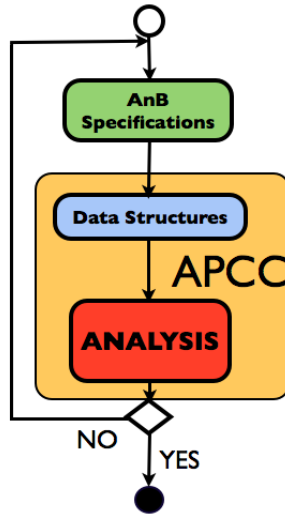 AnB
Specifications
Data Structures
APCC
ANALYSIS
NO
YES